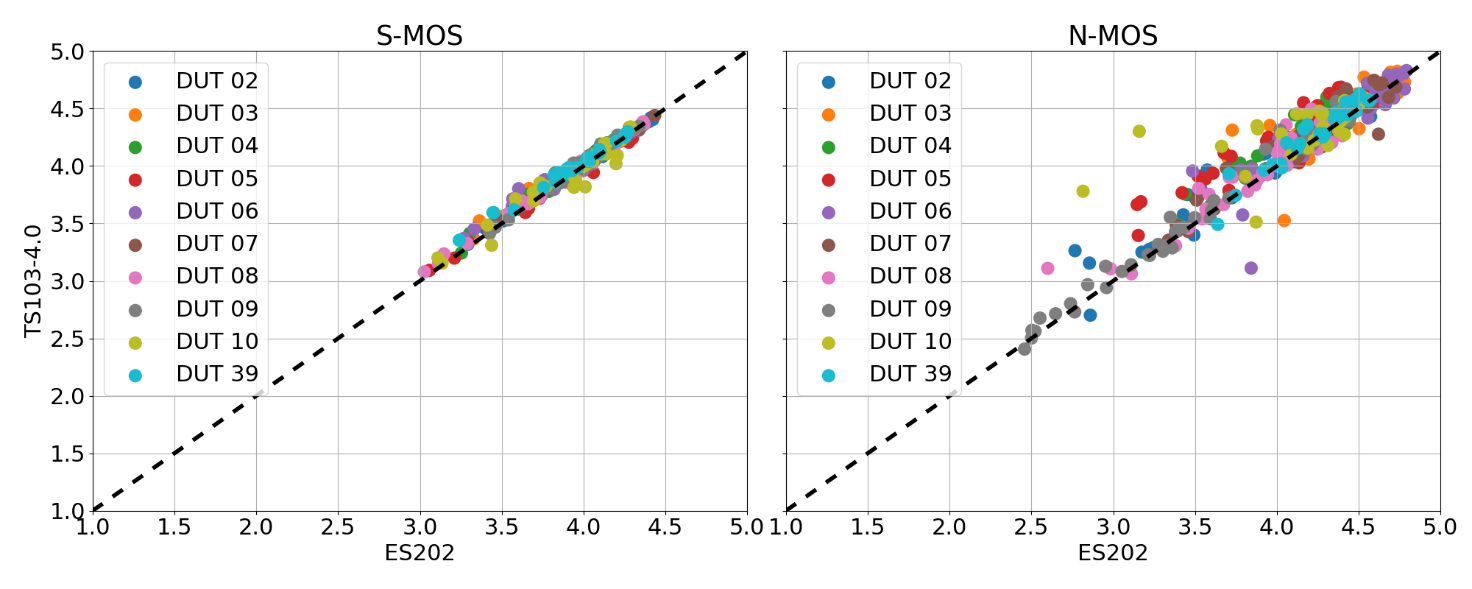 S-MOS
N-MOS
TS103-4.0
5.0
4.5
4.0
3.5
3.0
2.5
2.0
1.5
1.0
DUT 02
DUT 03
DUT 04
DUT 05
DUT 06
DUT 07
DUT 08
DUT 09
DUT 10
DUT 39
DUT 02
DUT 03
DUT 04
DUT 05
DUT 06
DUT 07
DUT 08
DUT 09
DUT 10
DUT 39
1.0 1.5 2.0 2.5 3.0 3.5 4.0 4.5 5.0
1.0 1.5 2.0 2.5 3.0 3.5 4.0 4.5 5.0
ES202
ES202